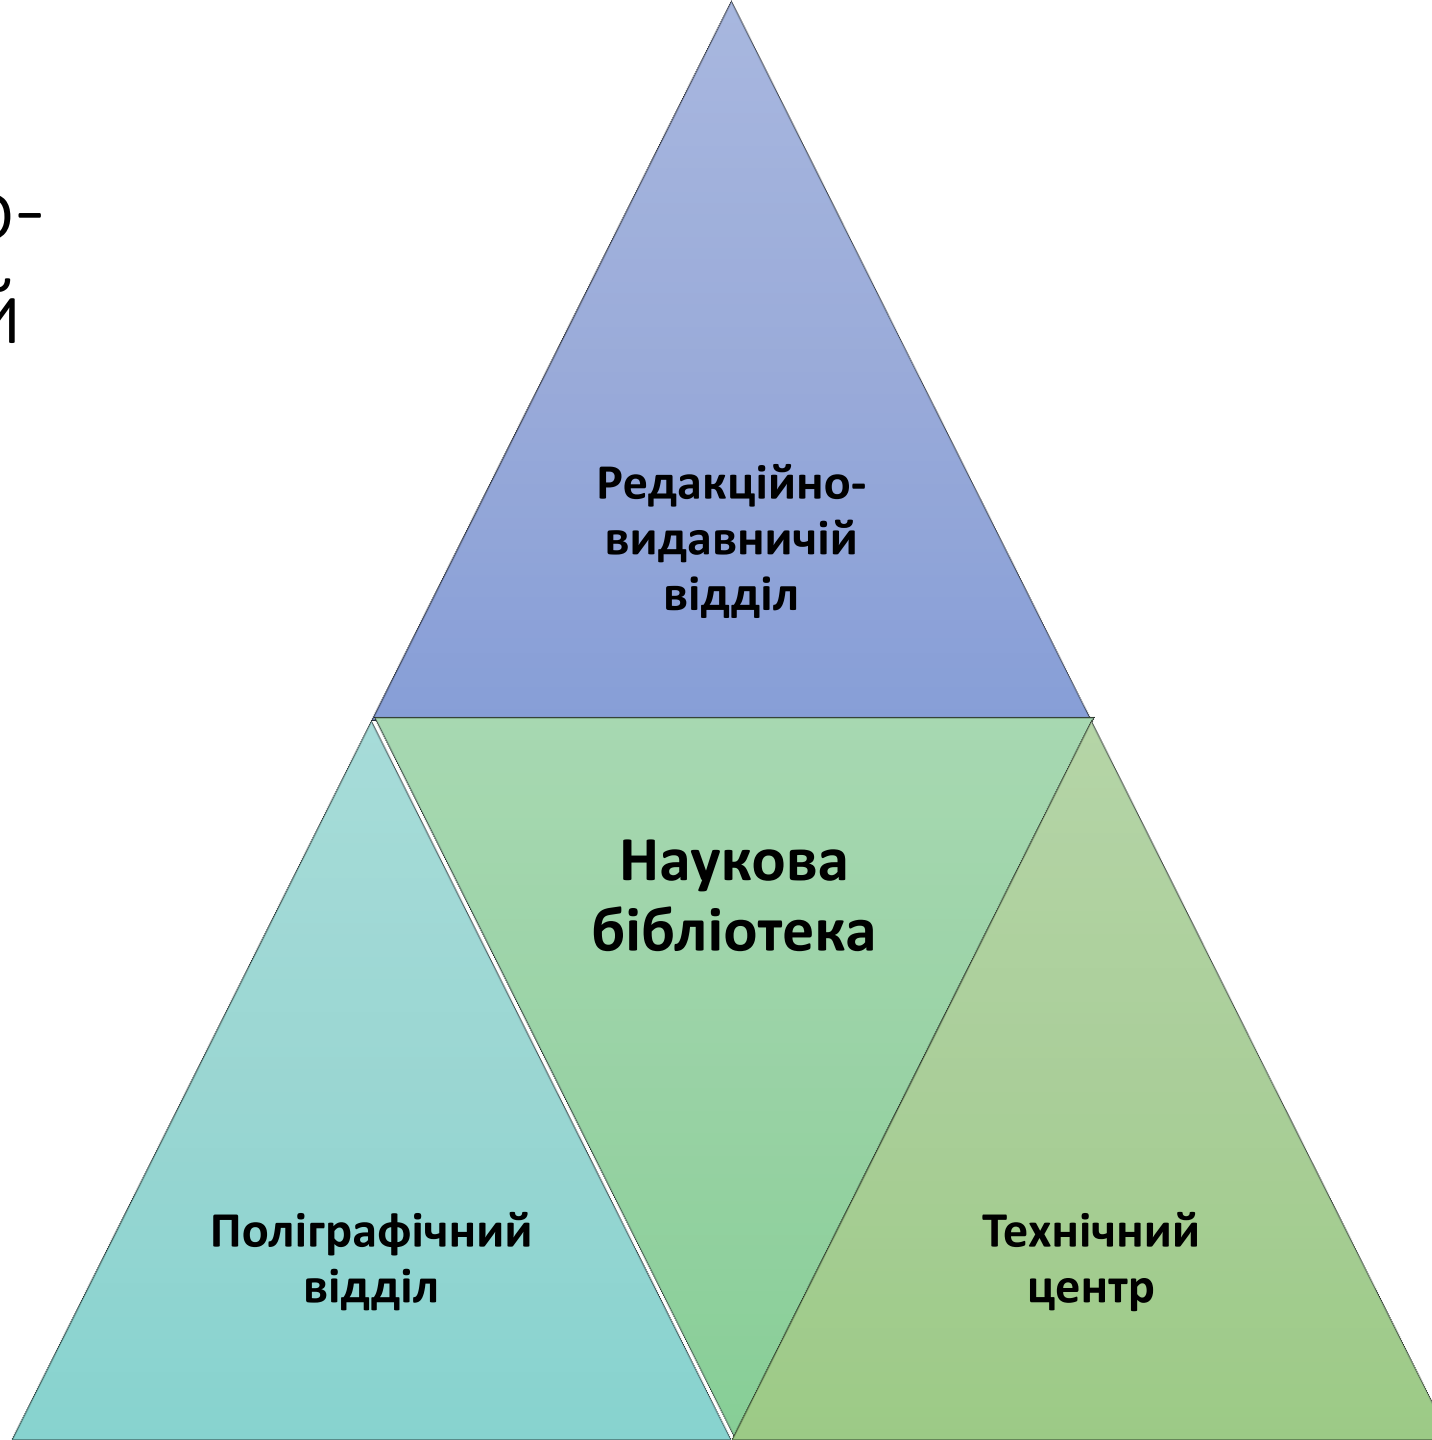 Редакційно-
видавничій
відділ
Наукова
бібліотека
Поліграфічний
відділ
Технічний
центр